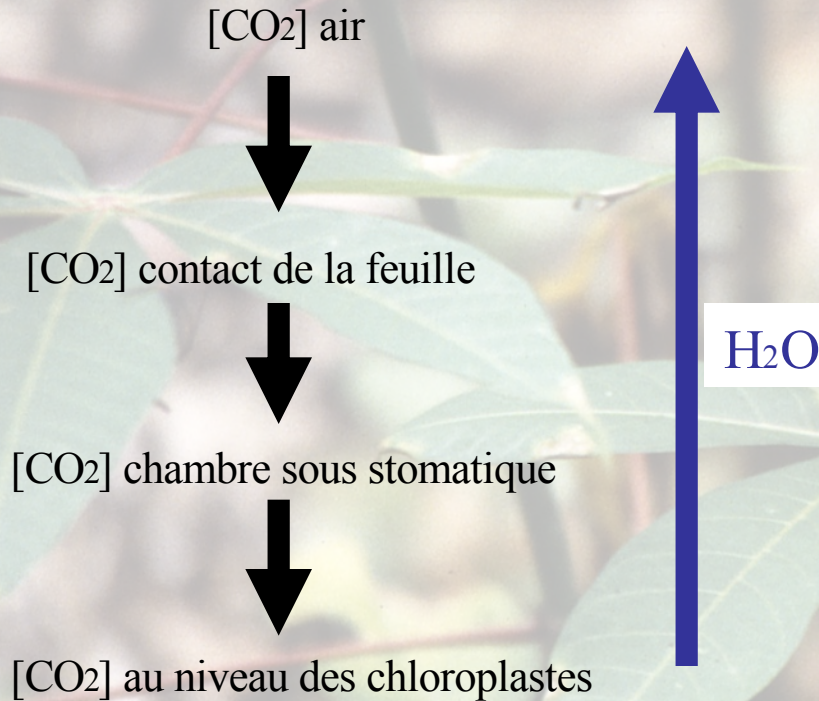 [CO2] air
[CO2] contact de la feuille
H2O
[CO2] chambre sous stomatique
[CO2] au niveau des chloroplastes